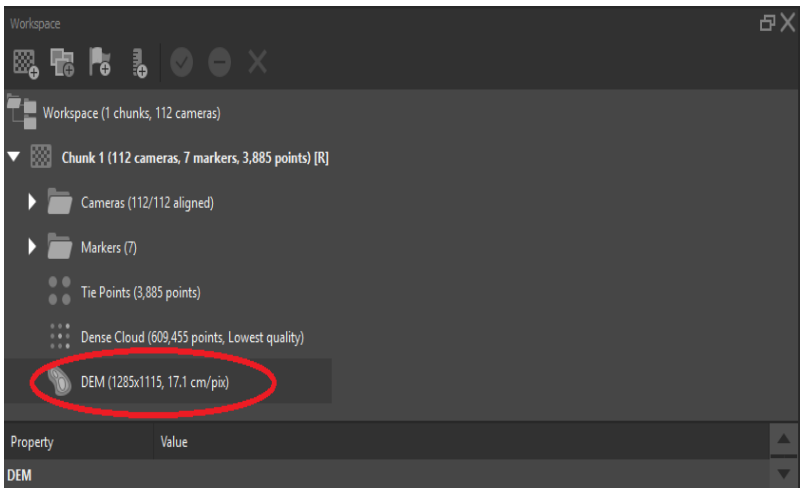 Workspace
Workspace (1 chunks, 112 cameras)
Chunk 1 (112 cameras, 7 markers, 3,885 points) [R]
Cameras (112/112 aligned)
Markers (7)
Tie Points (3,885 points)
Dense Cloud (609,455 points, Lowest quality)
DEM (1285x1115, 17.1 cm/pix)
Property Value
DEM